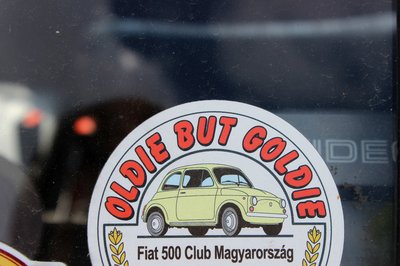 OLDIE BUT GOLDIE
Fiat 500 Club Magyarország